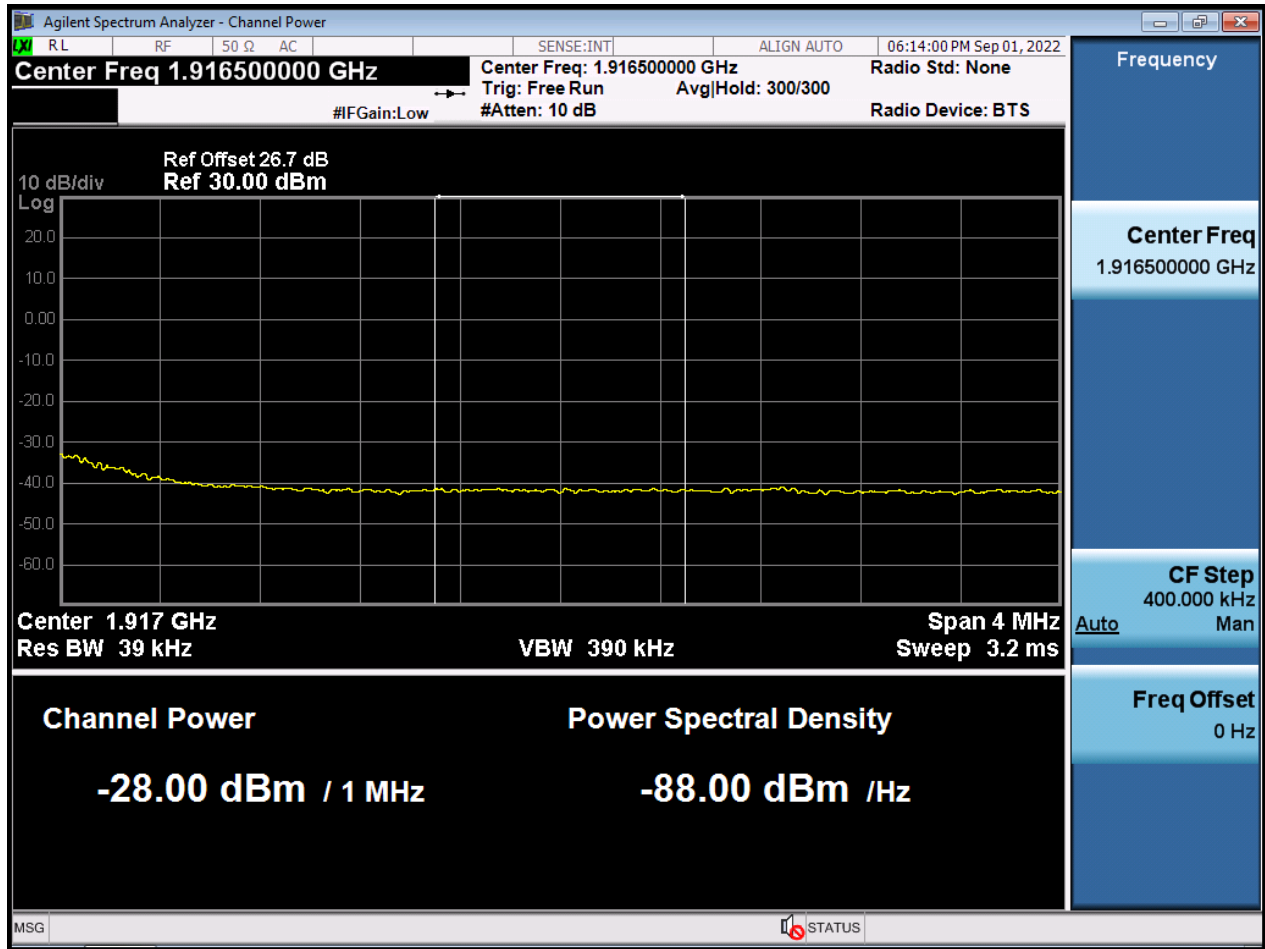 Agilent Spectrum Analyzer - Channel Power
LXI RL RF 50 Ω AC SENSE:INT ALIGN AUTO 06:14:00 PM Sep 01, 2022
Center Freq 1.916500000 GHz
Center Freq: 1.916500000 GHz Radio Std: None
Trig: Free Run Avg|Hold: 300/300
#IFGain:Low #Atten: 10 dB Radio Device: BTS
Ref Offset 26.7 dB
10 dB/div Ref 30.00 dBm
Log
20.0
10.0
0.00
-10.0
-20.0
-30.0
-40.0
-50.0
-60.0
Center 1.917 GHz Span 4 MHz
Res BW 39 kHz VBW 390 kHz Sweep 3.2 ms
Channel Power Power Spectral Density
-28.00 dBm / 1 MHz -88.00 dBm /Hz
Frequency
Center Freq
1.916500000 GHz
CF Step
400.000 kHz
Auto Man
Freq Offset
0 Hz
MSG STATUS